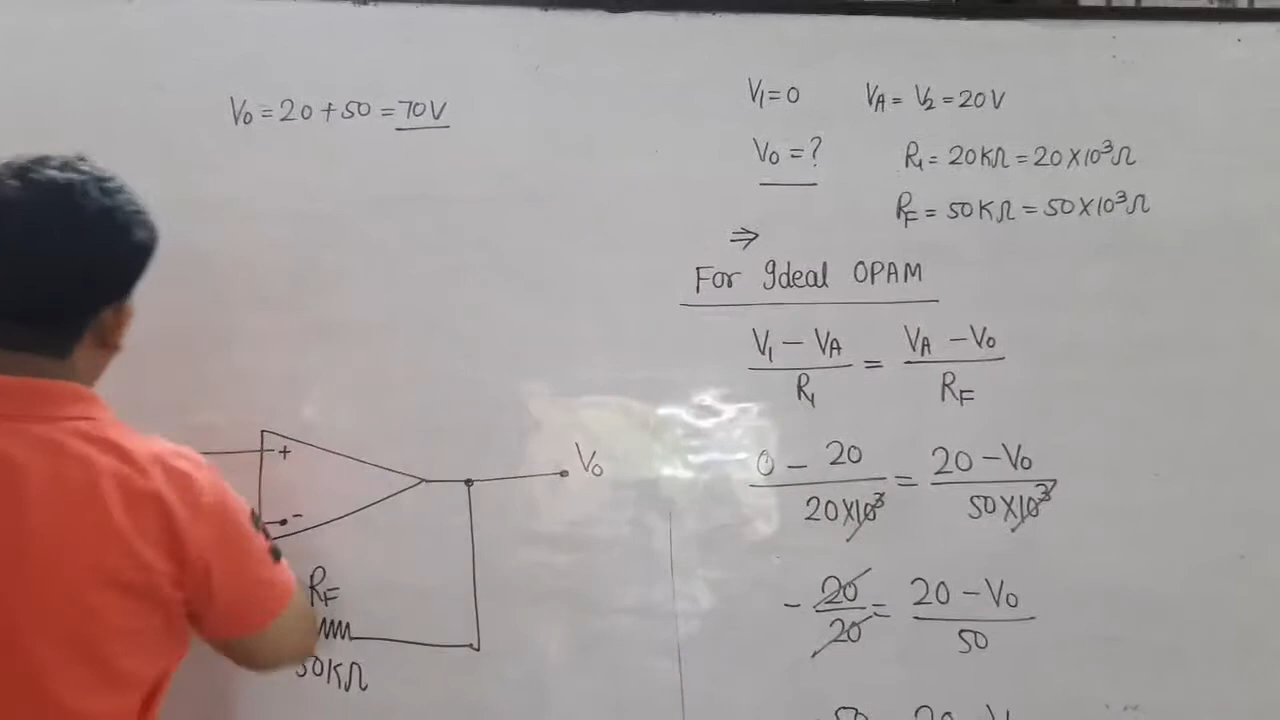 V₀ = 20 + 50 = 70V
V₁ = 0 V_A = V₂ = 20V
V₀ = ? R₁ = 20KΩ = 20×10³Ω
R_F = 50KΩ = 50×10³Ω
⇒
For Ideal OPAM
(V₁ − V_A)/R₁ = (V_A − V₀)/R_F
(0 − 20)/(20×10³) = (20 − V₀)/(50×10³)
− 20/20 = (20 − V₀)/50
+
V₀
-
R_F
50KΩ